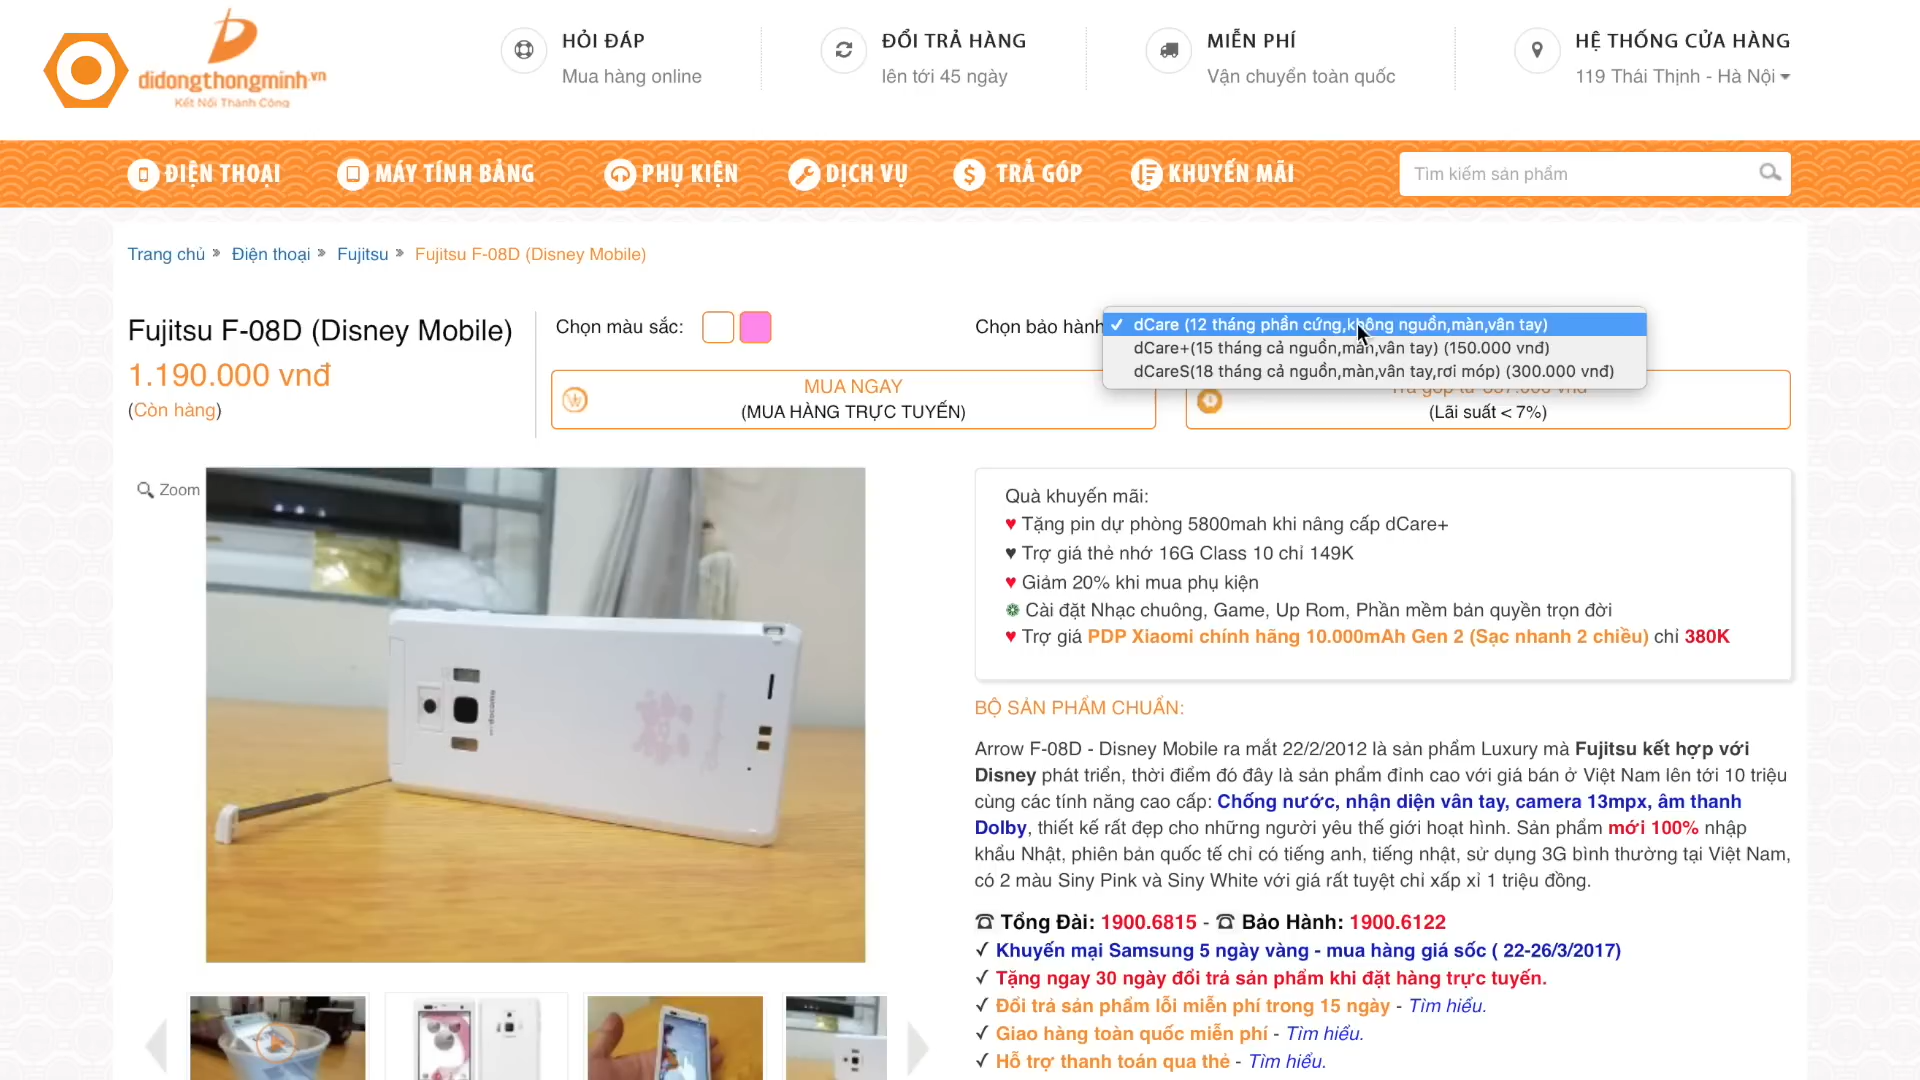 HỎI ĐÁP
Mua hàng online
ĐỔI TRẢ HÀNG
lên tới 45 ngày
MIỄN PHÍ
Vận chuyển toàn quốc
HỆ THỐNG CỬA HÀNG
119 Thái Thịnh - Hà Nội
didongthongminh.vn
Kết Nối Thành Công
ĐIỆN THOẠI
MÁY TÍNH BẢNG
PHỤ KIỆN
DỊCH VỤ
TRẢ GÓP
KHUYẾN MÃI
Tìm kiếm sản phẩm
Trang chủ » Điện thoại » Fujitsu » Fujitsu F-08D (Disney Mobile)
Fujitsu F-08D (Disney Mobile)
1.190.000 vnđ
(Còn hàng)
Chọn màu sắc:
Chọn bảo hành
✓ dCare (12 tháng phần cứng,không nguồn,màn,vân tay)
dCare+(15 tháng cả nguồn,màn,vân tay) (150.000 vnđ)
dCareS(18 tháng cả nguồn,màn,vân tay,rơi móp) (300.000 vnđ)
MUA NGAY
(MUA HÀNG TRỰC TUYẾN)
(Lãi suất < 7%)
Zoom
Quà khuyến mãi:
♥ Tặng pin dự phòng 5800mah khi nâng cấp dCare+
♥ Trợ giá thẻ nhớ 16G Class 10 chỉ 149K
♥ Giảm 20% khi mua phụ kiện
❁ Cài đặt Nhạc chuông, Game, Up Rom, Phần mềm bản quyền trọn đời
♥ Trợ giá PDP Xiaomi chính hãng 10.000mAh Gen 2 (Sạc nhanh 2 chiều) chỉ 380K
BỘ SẢN PHẨM CHUẨN:
Arrow F-08D - Disney Mobile ra mắt 22/2/2012 là sản phẩm Luxury mà Fujitsu kết hợp với
Disney phát triển, thời điểm đó đây là sản phẩm đỉnh cao với giá bán ở Việt Nam lên tới 10 triệu
cùng các tính năng cao cấp: Chống nước, nhận diện vân tay, camera 13mpx, âm thanh
Dolby, thiết kế rất đẹp cho những người yêu thế giới hoạt hình. Sản phẩm mới 100% nhập
khẩu Nhật, phiên bản quốc tế chỉ có tiếng anh, tiếng nhật, sử dụng 3G bình thường tại Việt Nam,
có 2 màu Siny Pink và Siny White với giá rất tuyệt chỉ xấp xỉ 1 triệu đồng.
☎ Tổng Đài: 1900.6815 - ☎ Bảo Hành: 1900.6122
√ Khuyến mại Samsung 5 ngày vàng - mua hàng giá sốc ( 22-26/3/2017)
√ Tặng ngay 30 ngày đổi trả sản phẩm khi đặt hàng trực tuyến.
√ Đổi trả sản phẩm lỗi miễn phí trong 15 ngày - Tìm hiểu.
√ Giao hàng toàn quốc miễn phí - Tìm hiểu.
√ Hỗ trợ thanh toán qua thẻ - Tìm hiểu.